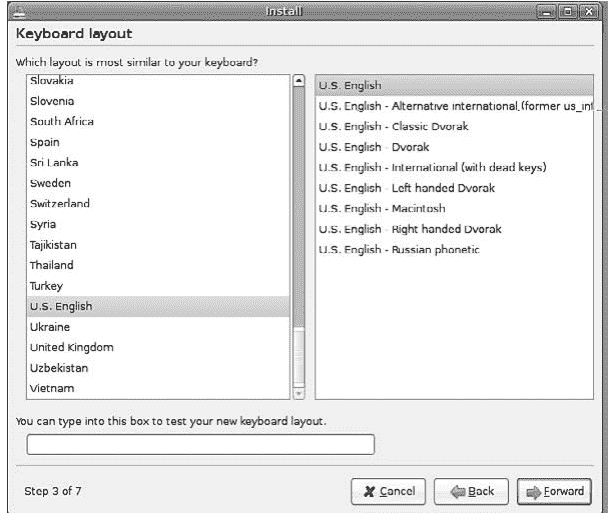 Install
Keyboard layout
Which layout is most similar to your keyboard?
Slovakia
Slovenia
South Africa
Spain
Sri Lanka
Sweden
Switzerland
Syria
Tajikistan
Thailand
Turkey
U.S. English
Ukraine
United Kingdom
Uzbekistan
Vietnam
U.S. English
U.S. English - Alternative international (former us_int
U.S. English - Classic Dvorak
U.S. English - Dvorak
U.S. English - International (with dead keys)
U.S. English - Left handed Dvorak
U.S. English - Macintosh
U.S. English - Right handed Dvorak
U.S. English - Russian phonetic
You can type into this box to test your new keyboard layout.
Step 3 of 7
Cancel
Back
Forward